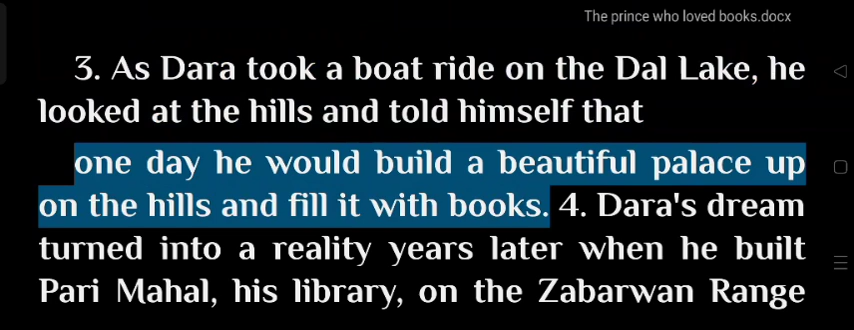 The prince who loved books.docx
3. As Dara took a boat ride on the Dal Lake, he
looked at the hills and told himself that
one day he would build a beautiful palace up
on the hills and fill it with books. 4. Dara's dream
turned into a reality years later when he built
Pari Mahal, his library, on the Zabarwan Range